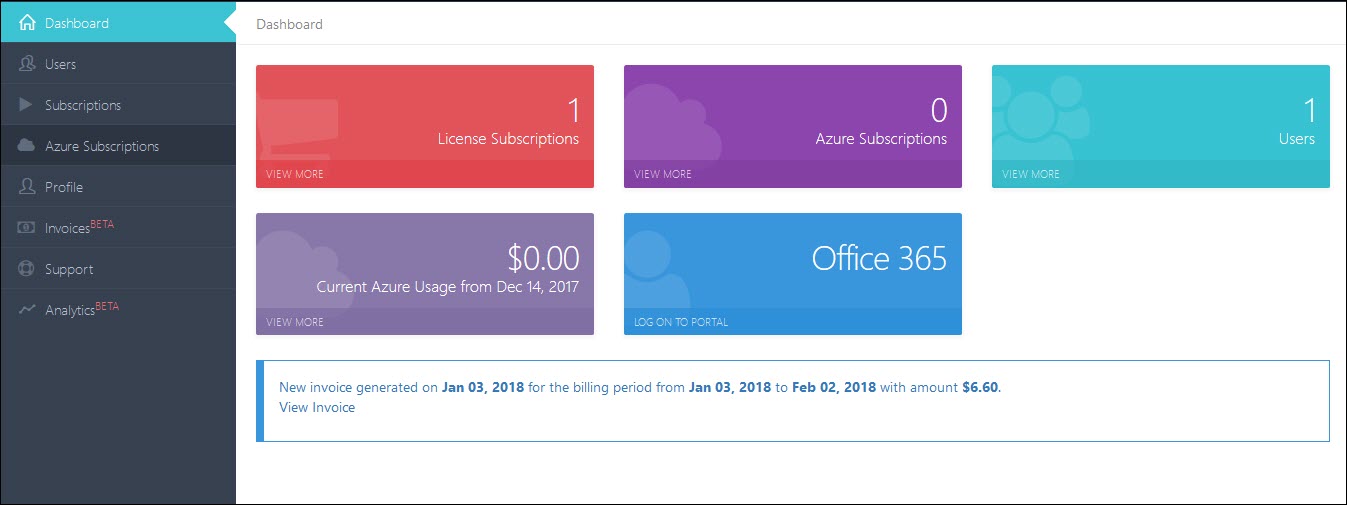 Dashboard
Users
Subscriptions
Azure Subscriptions
Profile
Invoices BETA
Support
Analytics BETA
Dashboard
1
License Subscriptions
VIEW MORE
0
Azure Subscriptions
VIEW MORE
1
Users
VIEW MORE
$0.00
Current Azure Usage from Dec 14, 2017
VIEW MORE
Office 365
LOG ON TO PORTAL
New invoice generated on Jan 03, 2018 for the billing period from Jan 03, 2018 to Feb 02, 2018 with amount $6.60.
View Invoice